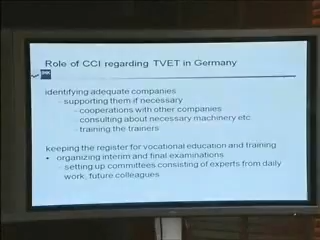 Role of CCI regarding TVET in Germany
IHK
identifying adequate companies
- supporting them if necessary
- cooperations with other companies
- consulting about necessary machinery etc
- training the trainers
keeping the register for vocational education and training
• organizing interim and final examinations
- setting up committees consisting of experts from daily
work, future colleagues